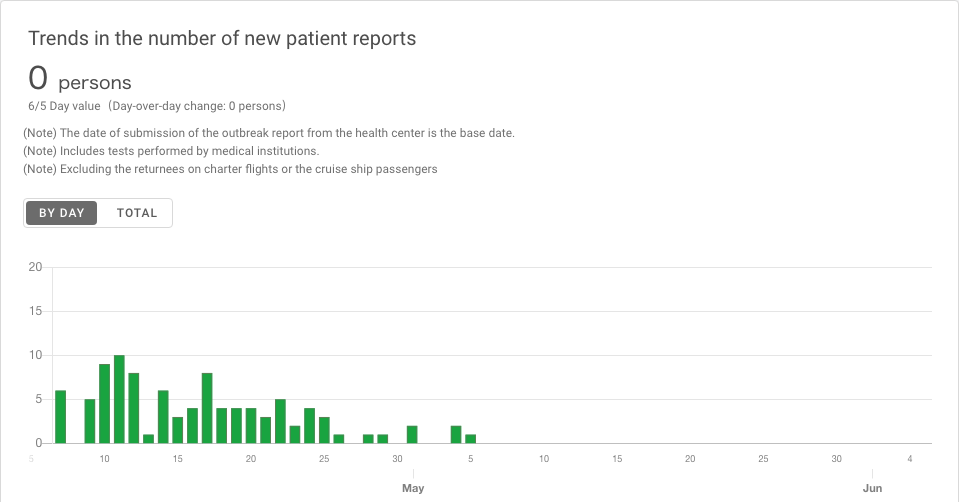 Trends in the number of new patient reports
0 persons
6/5 Day value（Day-over-day change: 0 persons）
(Note) The date of submission of the outbreak report from the health center is the base date.
(Note) Includes tests performed by medical institutions.
(Note) Excluding the returnees on charter flights or the cruise ship passengers
BY DAY TOTAL
20
15
10
5
0
5 10 15 20 25 30 5 10 15 20 25 30 4
May Jun